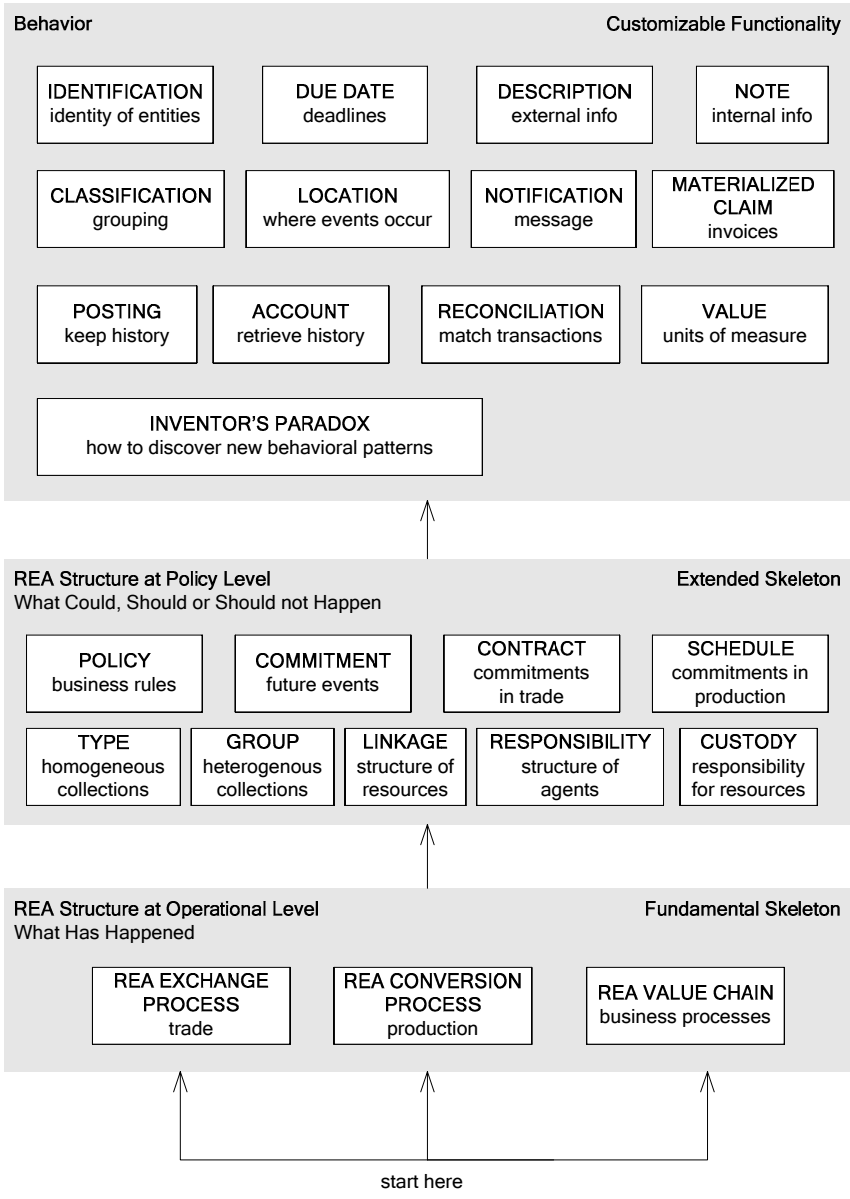 Behavior
Customizable Functionality
IDENTIFICATION
identity of entities
DUE DATE
deadlines
DESCRIPTION
external info
NOTE
internal info
CLASSIFICATION
grouping
LOCATION
where events occur
NOTIFICATION
message
MATERIALIZED
CLAIM
invoices
POSTING
keep history
ACCOUNT
retrieve history
RECONCILIATION
match transactions
VALUE
units of measure
INVENTOR'S PARADOX
how to discover new behavioral patterns
REA Structure at Policy Level
Extended Skeleton
What Could, Should or Should not Happen
POLICY
business rules
COMMITMENT
future events
CONTRACT
commitments
in trade
SCHEDULE
commitments in
production
TYPE
homogeneous
collections
GROUP
heterogenous
collections
LINKAGE
structure of
resources
RESPONSIBILITY
structure of
agents
CUSTODY
responsibility
for resources
REA Structure at Operational Level
Fundamental Skeleton
What Has Happened
REA EXCHANGE
PROCESS
trade
REA CONVERSION
PROCESS
production
REA VALUE CHAIN
business processes
start here